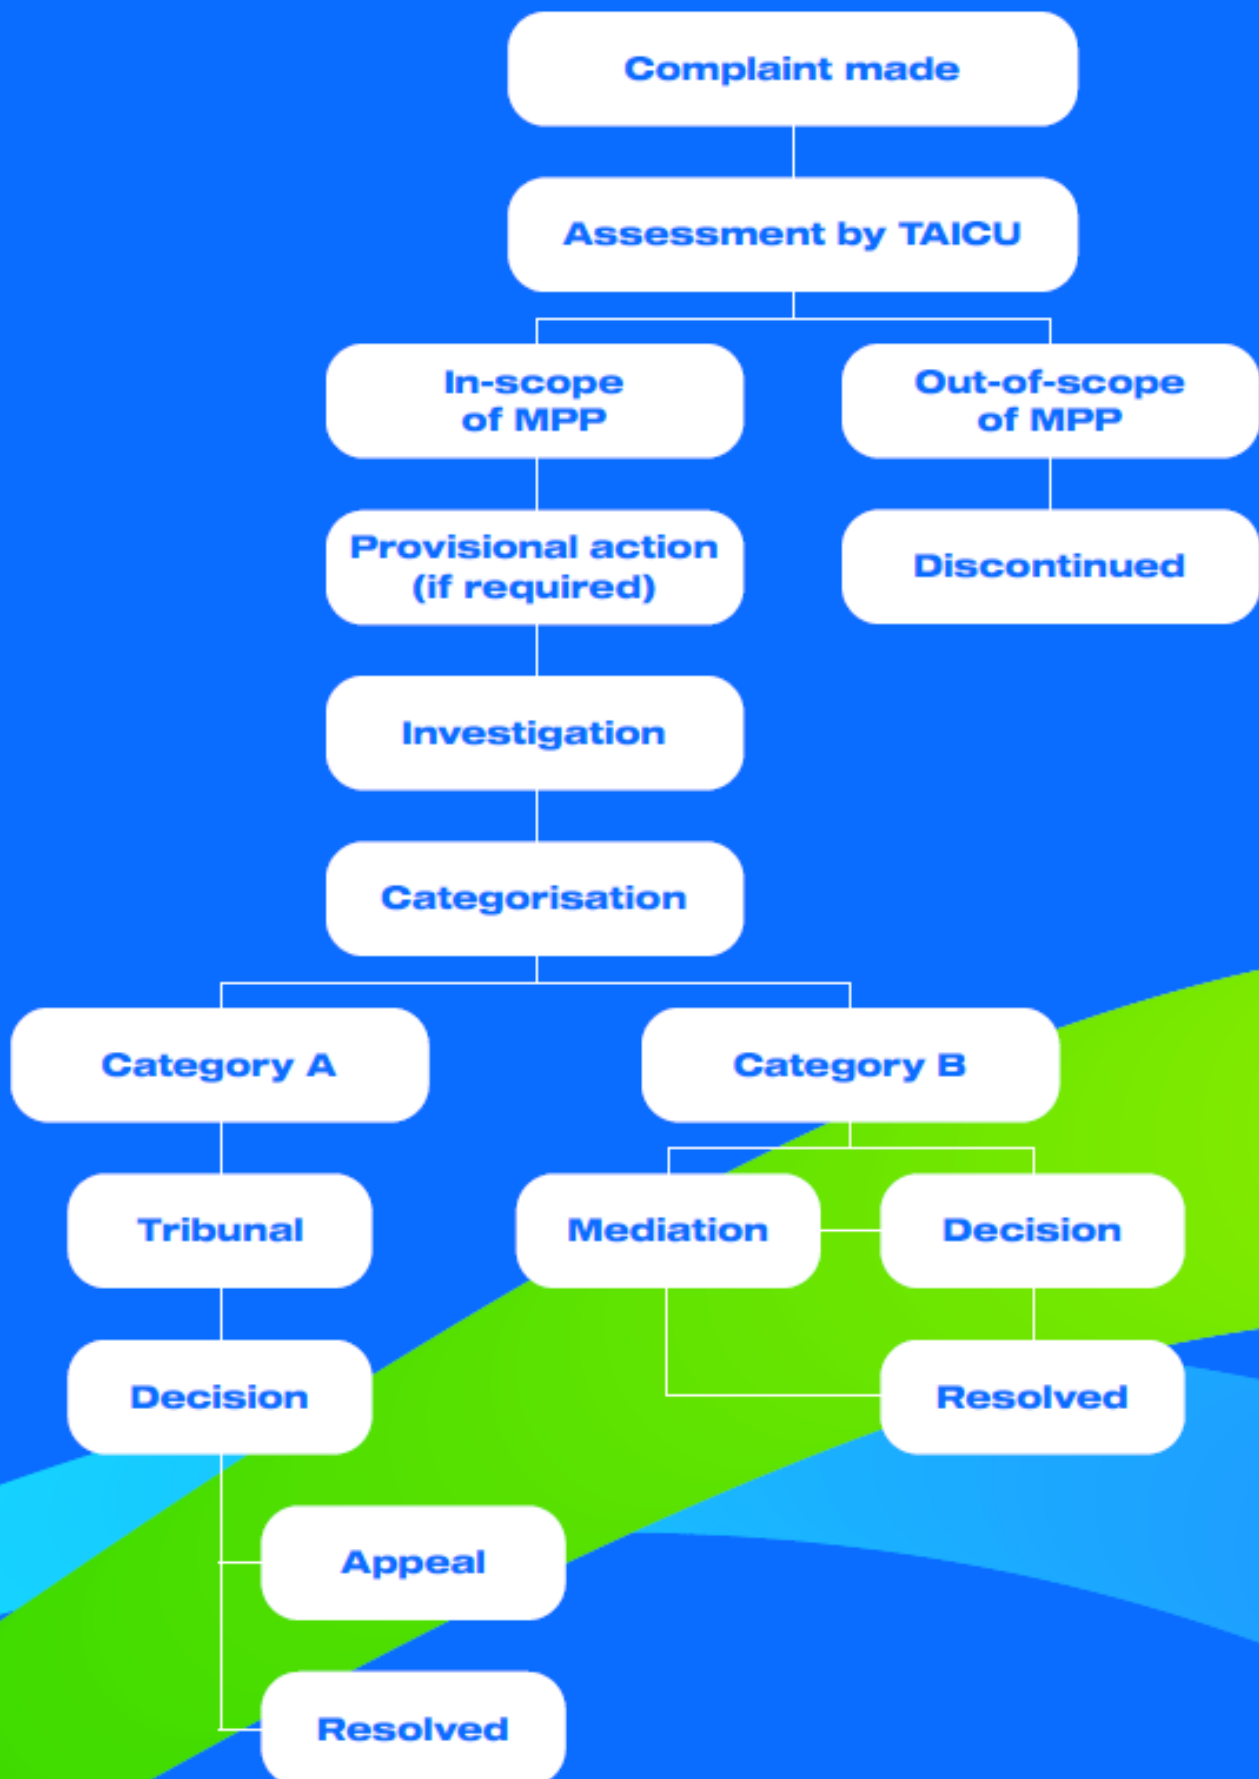 Complaint made
Assessment by TAICU
In-scope
of MPP
Out-of-scope
of MPP
Provisional action
(if required)
Discontinued
Investigation
Categorisation
Category A
Category B
Tribunal
Mediation
Decision
Decision
Resolved
Appeal
Resolved